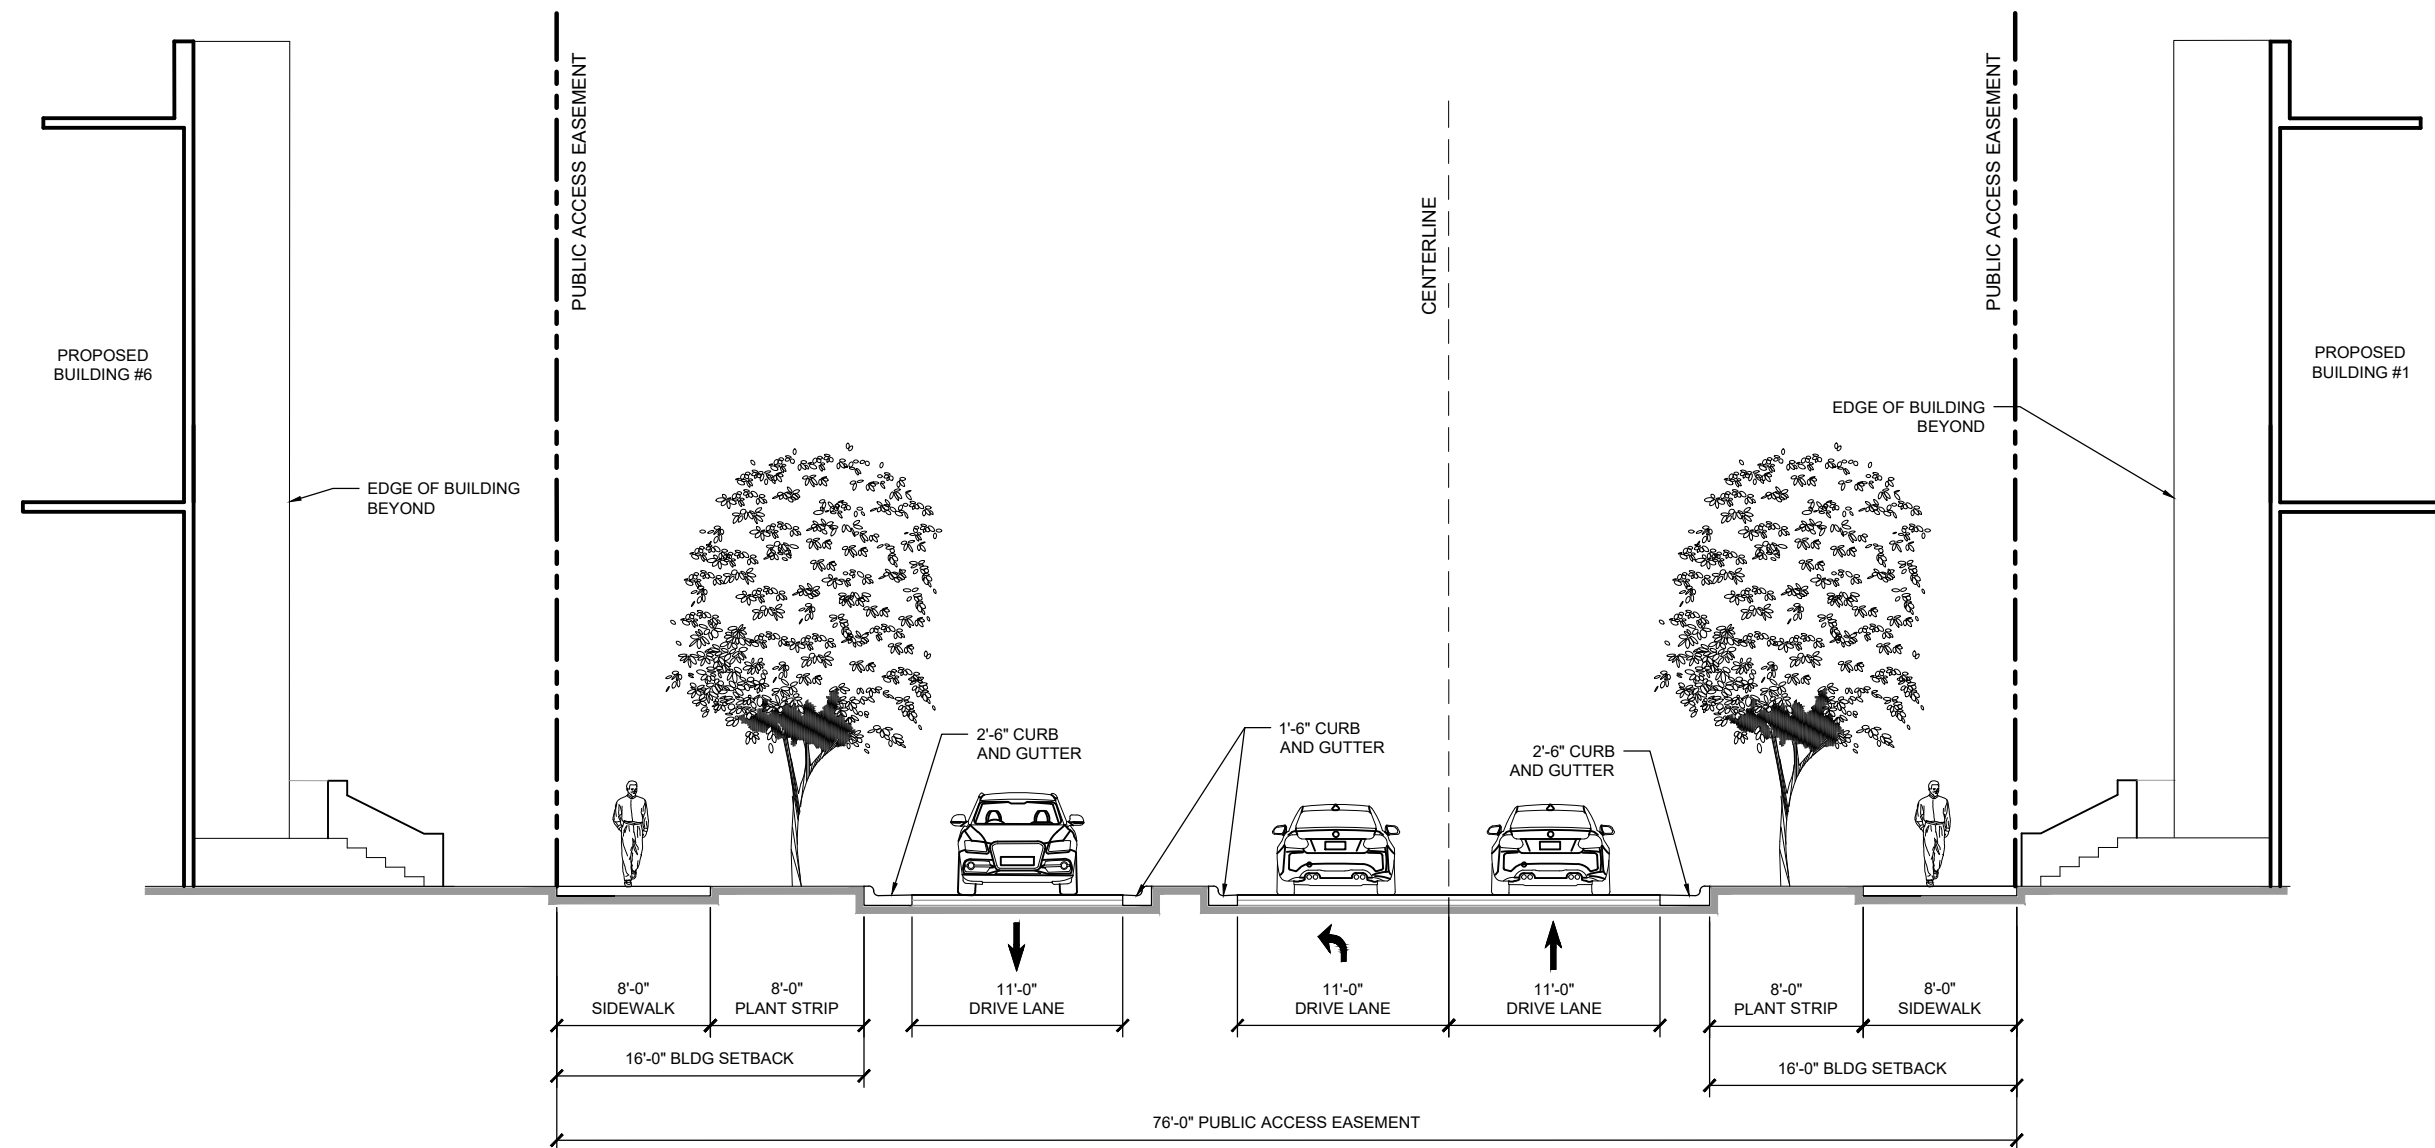 PUBLIC ACCESS EASEMENT
CENTERLINE
PUBLIC ACCESS EASEMENT
PROPOSED
BUILDING #6
PROPOSED
BUILDING #1
EDGE OF BUILDING
BEYOND
EDGE OF BUILDING
BEYOND
2'-6" CURB
AND GUTTER
1'-6" CURB
AND GUTTER
2'-6" CURB
AND GUTTER
8'-0"
SIDEWALK
8'-0"
PLANT STRIP
11'-0"
DRIVE LANE
11'-0"
DRIVE LANE
11'-0"
DRIVE LANE
8'-0"
PLANT STRIP
8'-0"
SIDEWALK
16'-0" BLDG SETBACK
16'-0" BLDG SETBACK
76'-0" PUBLIC ACCESS EASEMENT